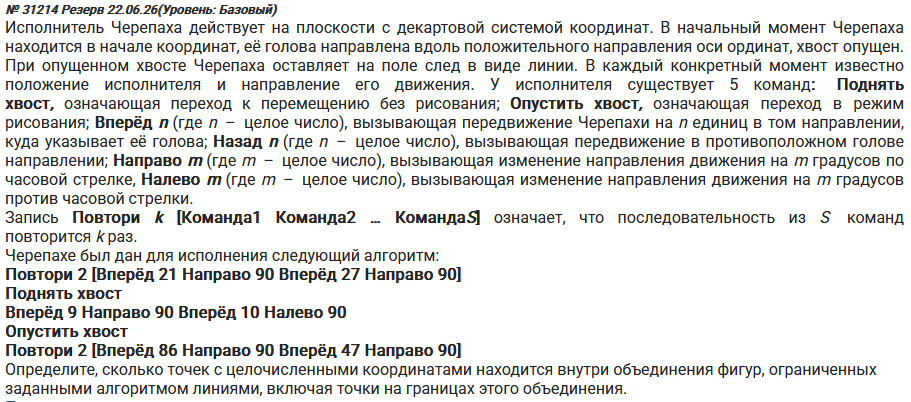 № 31214 Резерв 22.06.26(Уровень: Базовый)
Исполнитель Черепаха действует на плоскости с декартовой системой координат. В начальный момент Черепаха
находится в начале координат, её голова направлена вдоль положительного направления оси ординат, хвост опущен.
При опущенном хвосте Черепаха оставляет на поле след в виде линии. В каждый конкретный момент известно
положение исполнителя и направление его движения. У исполнителя существует 5 команд: Поднять
хвост, означающая переход к перемещению без рисования; Опустить хвост, означающая переход в режим
рисования; Вперёд n (где n – целое число), вызывающая передвижение Черепахи на n единиц в том направлении,
куда указывает её голова; Назад n (где n – целое число), вызывающая передвижение в противоположном голове
направлении; Направо m (где m – целое число), вызывающая изменение направления движения на m градусов по
часовой стрелке, Налево m (где m – целое число), вызывающая изменение направления движения на m градусов
против часовой стрелки.
Запись Повтори k [Команда1 Команда2 … КомандаS] означает, что последовательность из S команд
повторится k раз.
Черепахе был дан для исполнения следующий алгоритм:
Повтори 2 [Вперёд 21 Направо 90 Вперёд 27 Направо 90]
Поднять хвост
Вперёд 9 Направо 90 Вперёд 10 Налево 90
Опустить хвост
Повтори 2 [Вперёд 86 Направо 90 Вперёд 47 Направо 90]
Определите, сколько точек с целочисленными координатами находится внутри объединения фигур, ограниченных
заданными алгоритмом линиями, включая точки на границах этого объединения.